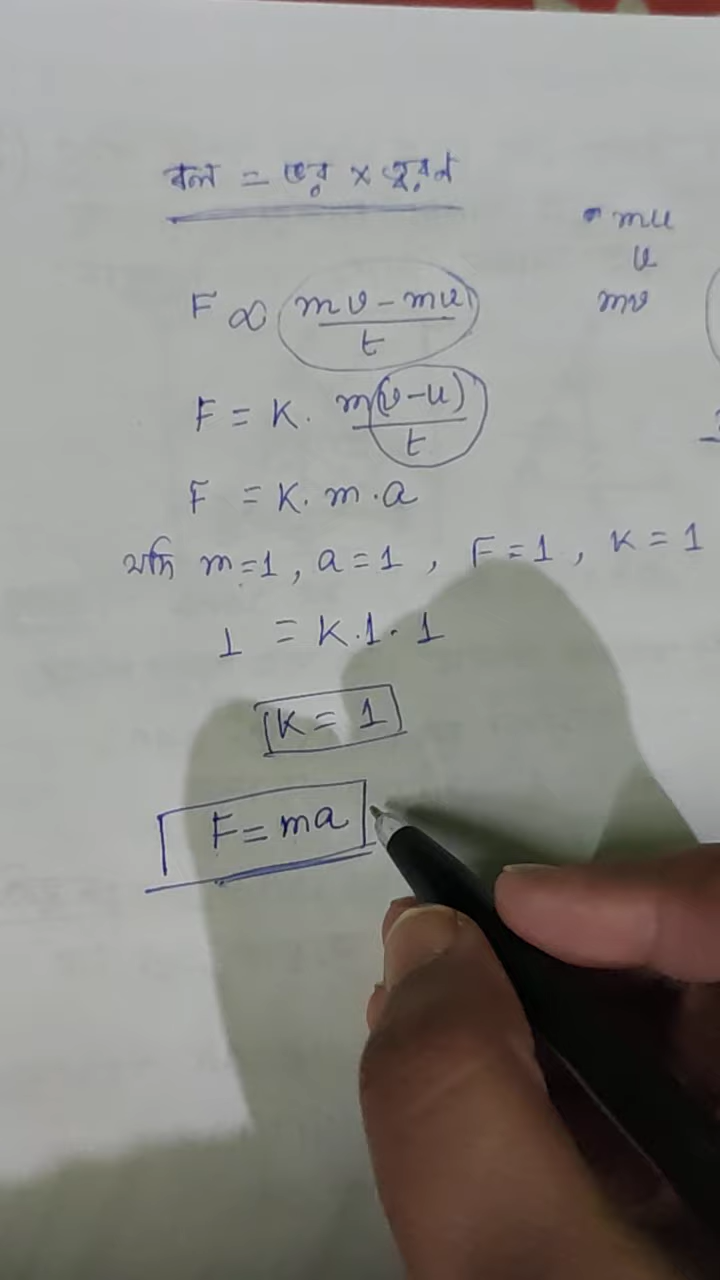 বল = ভর × ত্বরণ
F ∝ (mv - mu)/t
F = K. m(v-u)/t
F = K. m. a
যদি m=1, a=1, F=1, K=1
1 = K.1.1
K = 1
F = ma
mu
v
mv